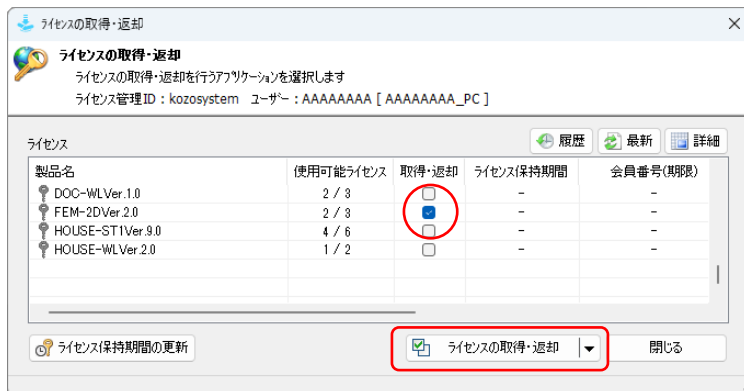 ライセンスの取得・返却
ライセンスの取得・返却
ライセンスの取得・返却を行うアプリケーションを選択します
ライセンス管理ID：kozosystem ユーザー：AAAAAAAA [ AAAAAAAA_PC ]
ライセンス 履歴 最新 詳細
製品名 使用可能ライセンス 取得・返却 ライセンス保持期間 会員番号(期限)
DOC-WLVer.1.0 2 / 3 - -
FEM-2DVer.2.0 2 / 3 - -
HOUSE-ST1Ver.9.0 4 / 6 - -
HOUSE-WLVer.2.0 1 / 2 - -
ライセンス保持期間の更新 ライセンスの取得・返却 閉じる